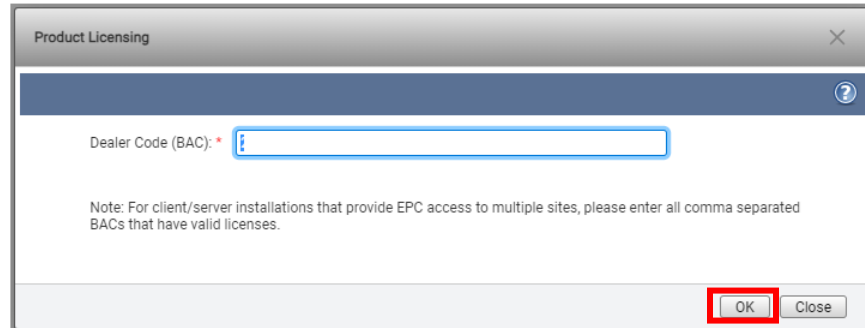 Product Licensing
Dealer Code (BAC): *
Note: For client/server installations that provide EPC access to multiple sites, please enter all comma separated
BACs that have valid licenses.
OK Close